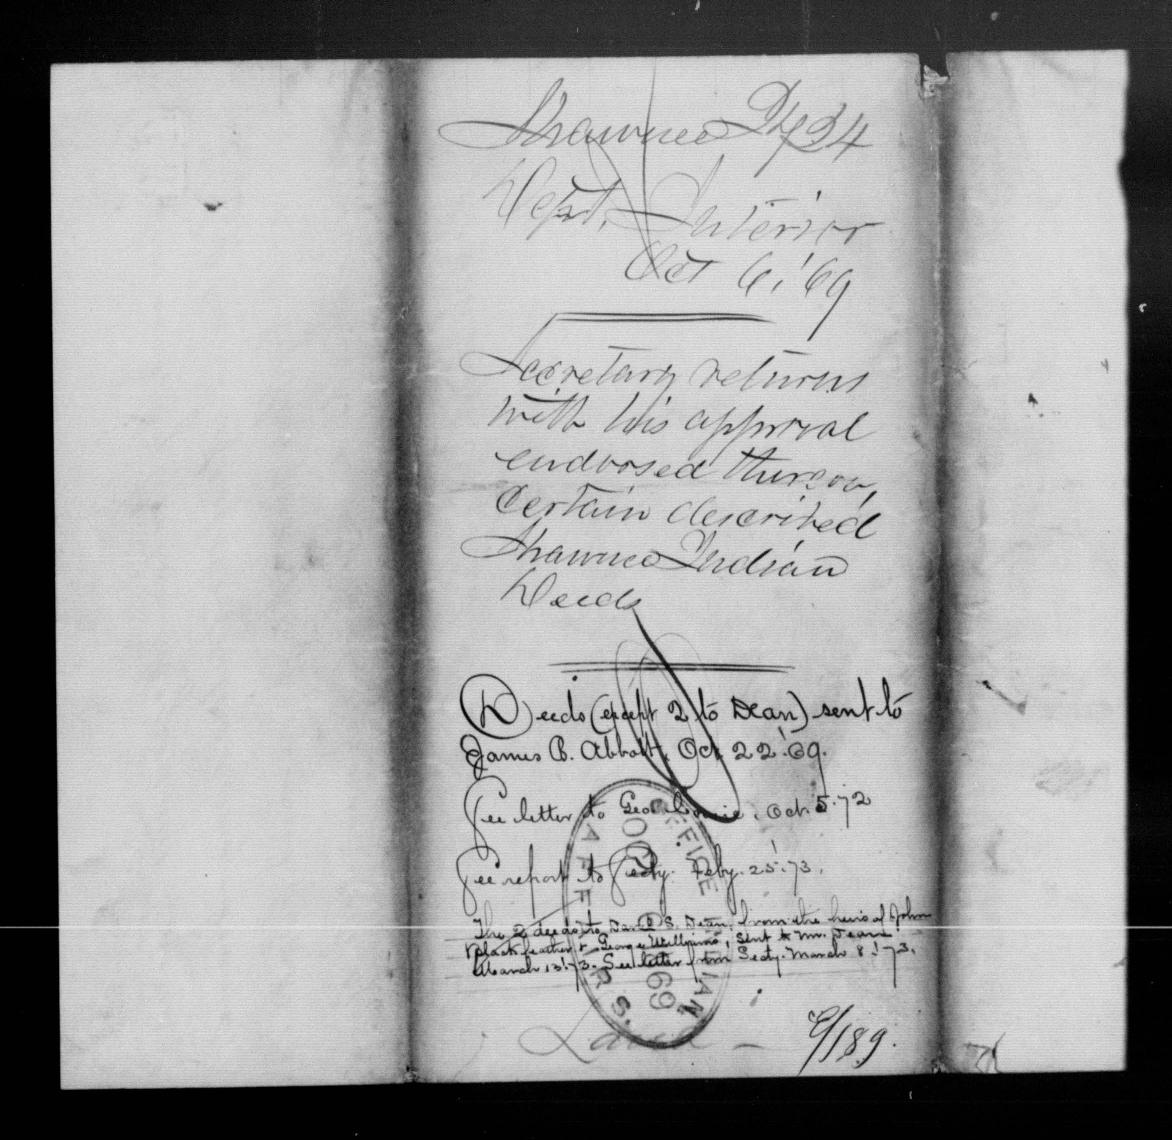 Shawnee I 434
Dept. Interior
Oct 6, '69
Secretary returns
with his approval
endorsed thereon,
certain described
Shawnee Indian
Deeds
Deeds (except 2 to Dean) sent to
James B. Abbott, Oct. 22 '69.
See letter to Geo. Oct. 5. '72
See report to Secty. Feby. 25. '73.
The 2 deeds to David S. Dean, from the heirs of John
Blackfeather & George Williams, sent to Mr. Dean
March 13. '73. See letter from Secty. March 8. '73.
OFFICE INDIAN AFFAIRS.
OCT 6 69
Land -
/189.